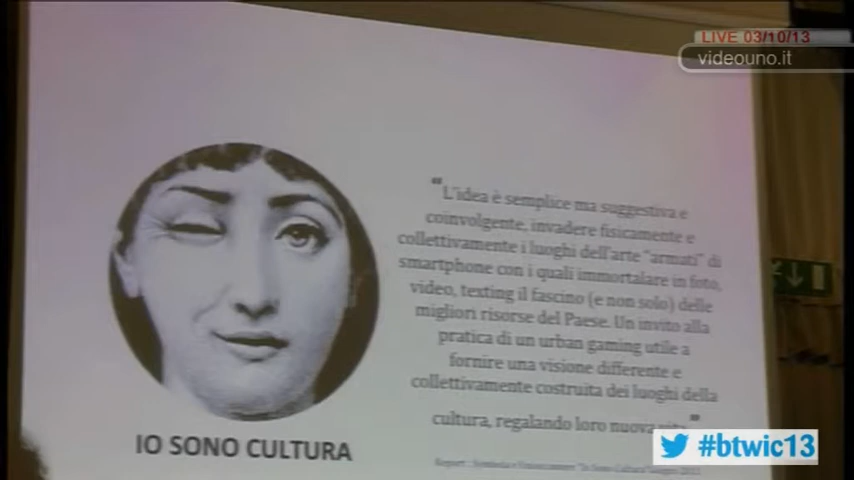 LIVE 03/10/13
videouno.it
“L'idea è semplice ma suggestiva e
coinvolgente, invadere fisicamente e
collettivamente i luoghi dell'arte “armati” di
smartphone con i quali immortalare in foto,
video, texting il fascino (e non solo) delle
migliori risorse del Paese. Un invito alla
pratica di un urban gaming utile a
fornire una visione differente e
collettivamente costruita dei luoghi della
cultura, regalando loro nuova
IO SONO CULTURA
#btwic13